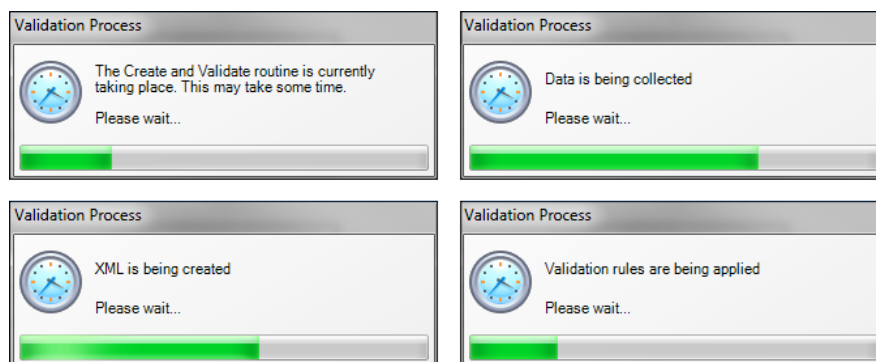 Validation Process
The Create and Validate routine is currently
taking place. This may take some time.
Please wait...
Validation Process
Data is being collected
Please wait...
Validation Process
XML is being created
Please wait...
Validation Process
Validation rules are being applied
Please wait...